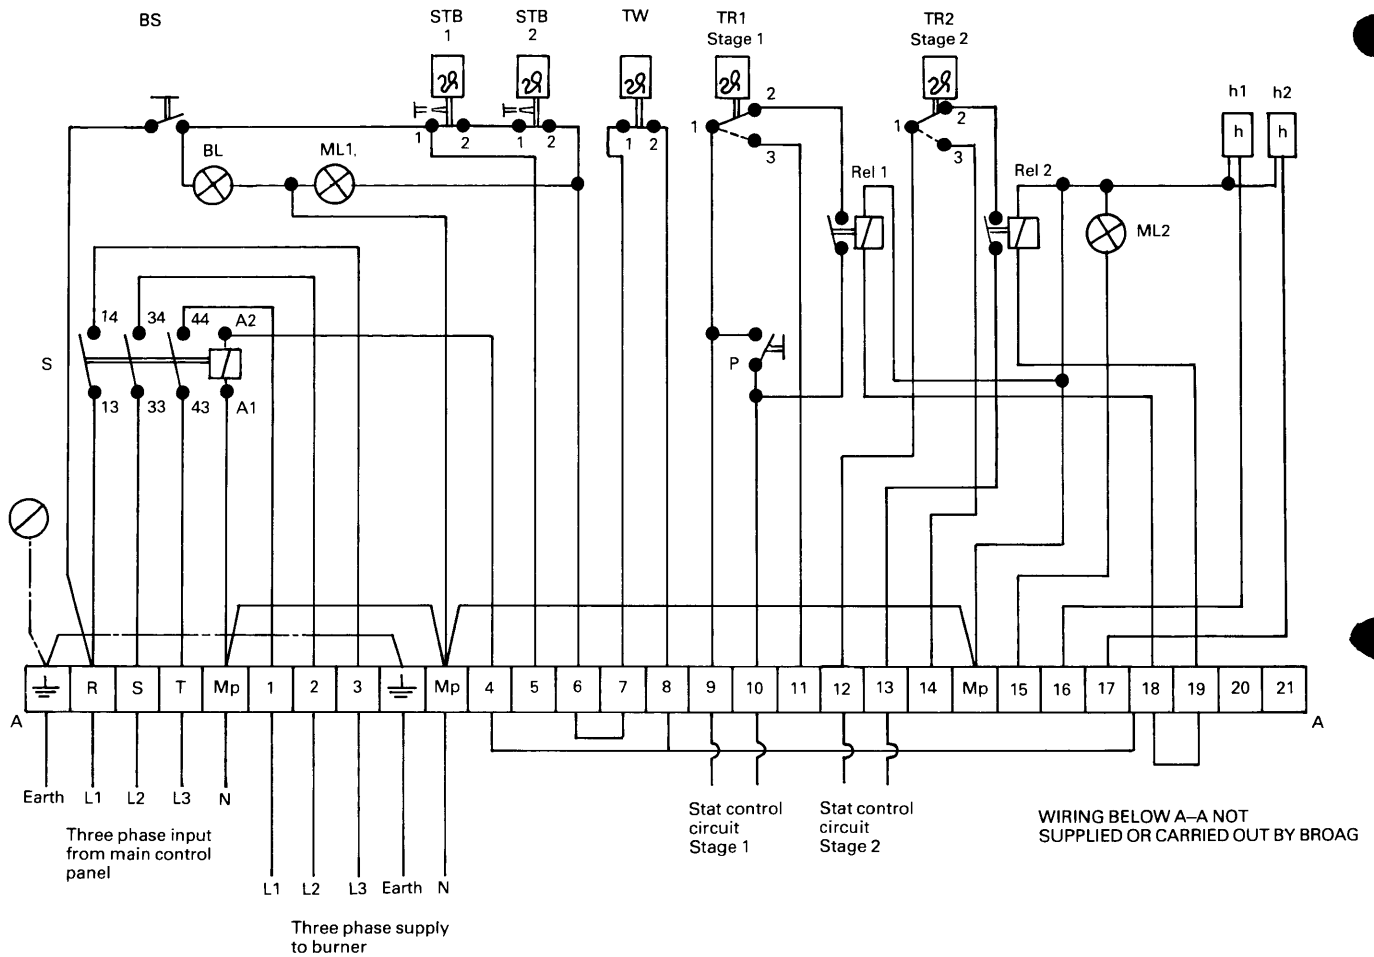 BS
STB
1
STB
2
TW
TR1
Stage 1
TR2
Stage 2
h1
h2
h
h
2
1
3
2
1
3
1
2
1
2
1
2
BL
ML1
Rel 1
Rel 2
ML2
14
34
44
A2
S
P
13
33
43
A1
R
S
T
Mp
1
2
3
Mp
4
5
6
7
8
9
10
11
12
13
14
Mp
15
16
17
18
19
20
21
A
A
Earth
L1
L2
L3
N
Three phase input
from main control
panel
Stat control
circuit
Stage 1
Stat control
circuit
Stage 2
WIRING BELOW A–A NOT
SUPPLIED OR CARRIED OUT BY BROAG
L1
L2
L3
Earth
N
Three phase supply
to burner